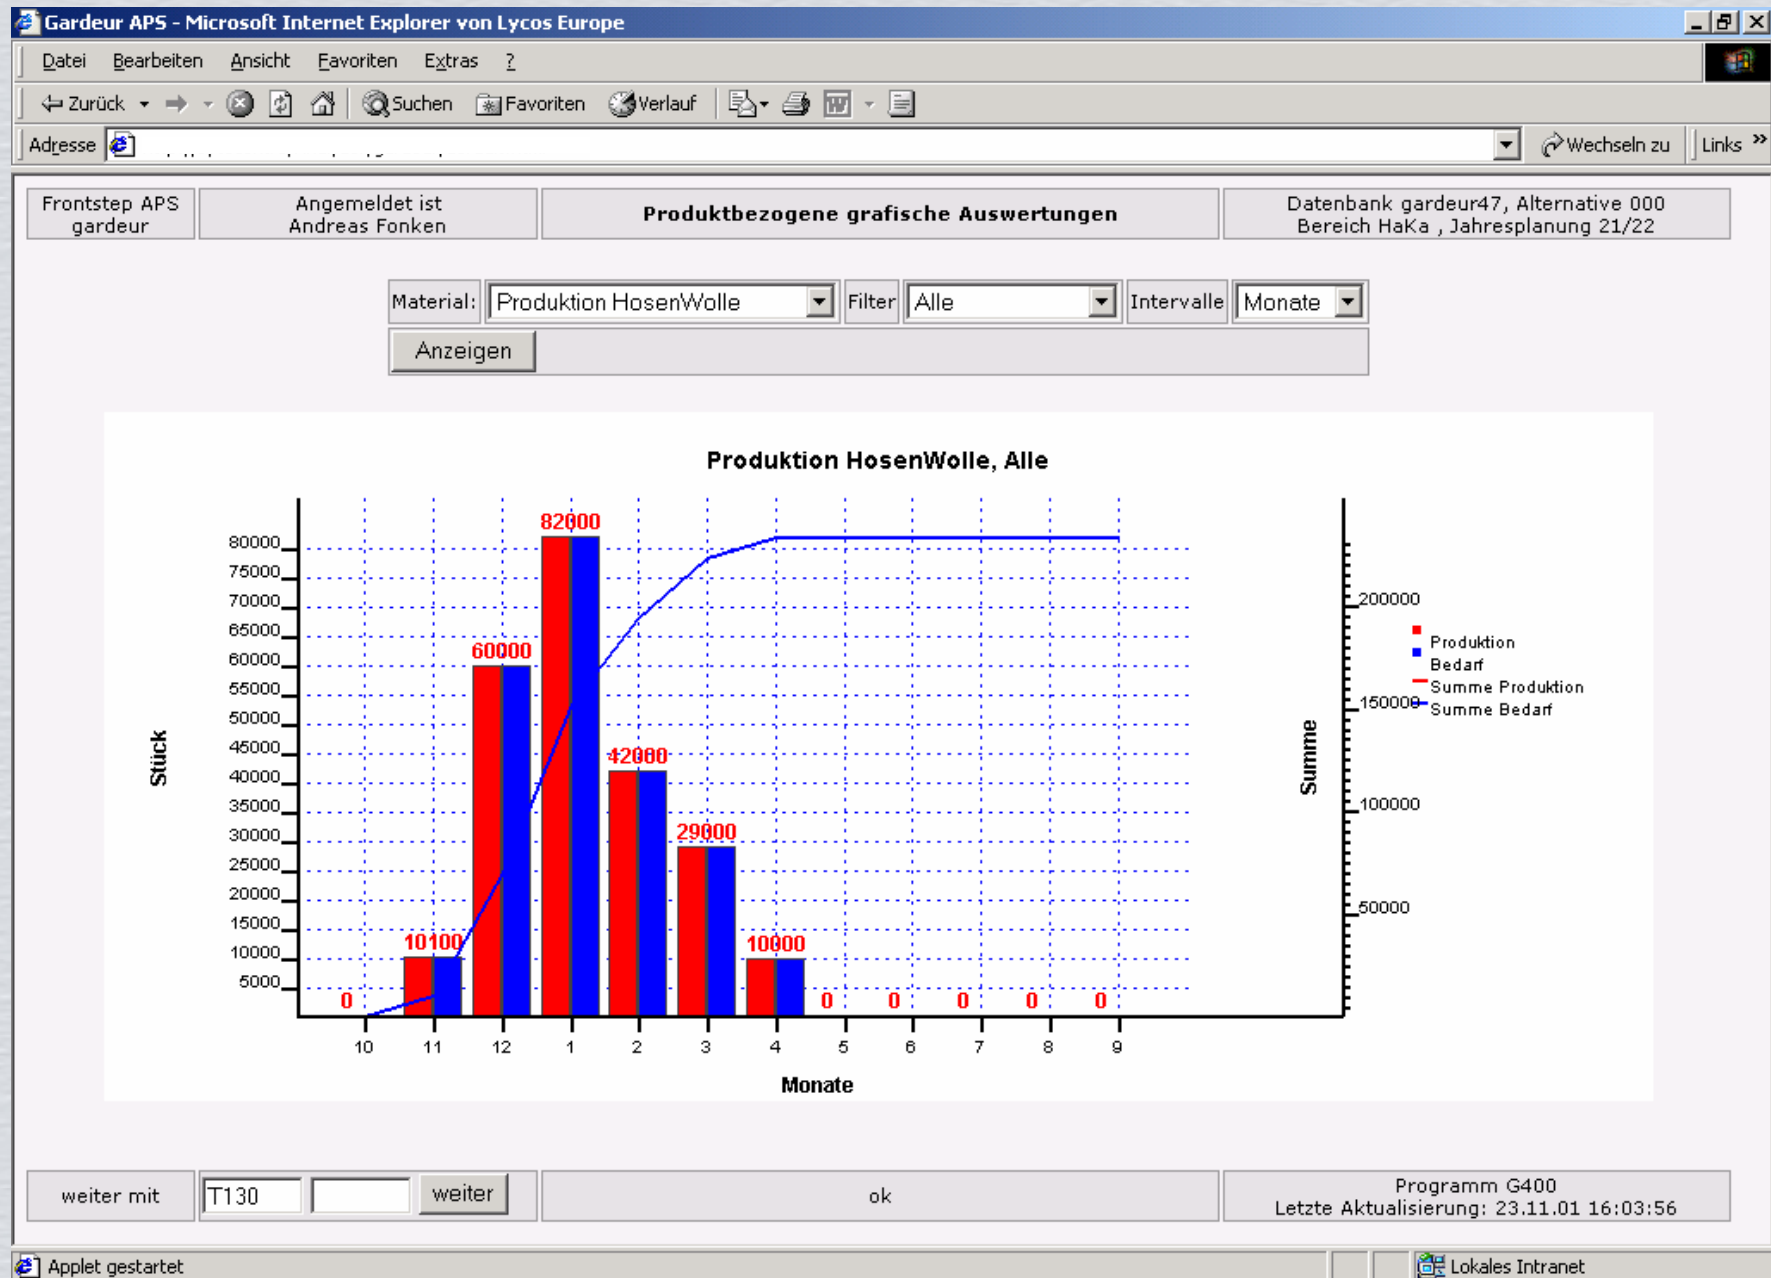 Gardeur APS - Microsoft Internet Explorer von Lycos Europe
Datei Bearbeiten Ansicht Favoriten Extras ?
Zurück Suchen Favoriten Verlauf
Adresse Wechseln zu Links »
Frontstep APS
gardeur
Angemeldet ist
Andreas Fonken
Produktbezogene grafische Auswertungen
Datenbank gardeur47, Alternative 000
Bereich HaKa , Jahresplanung 21/22
Material: Produktion HosenWolle Filter Alle Intervalle Monate
Anzeigen
Produktion HosenWolle, Alle
Stück
80000
75000
70000
65000
60000
55000
50000
45000
40000
35000
30000
25000
20000
15000
10000
5000
0 10100 60000 82000 42000 29000 10000 0 0 0 0 0
10 11 12 1 2 3 4 5 6 7 8 9
Monate
Summe
200000
150000
100000
50000
Produktion
Bedarf
Summe Produktion
Summe Bedarf
weiter mit T130 weiter
ok
Programm G400
Letzte Aktualisierung: 23.11.01 16:03:56
Applet gestartet
Lokales Intranet